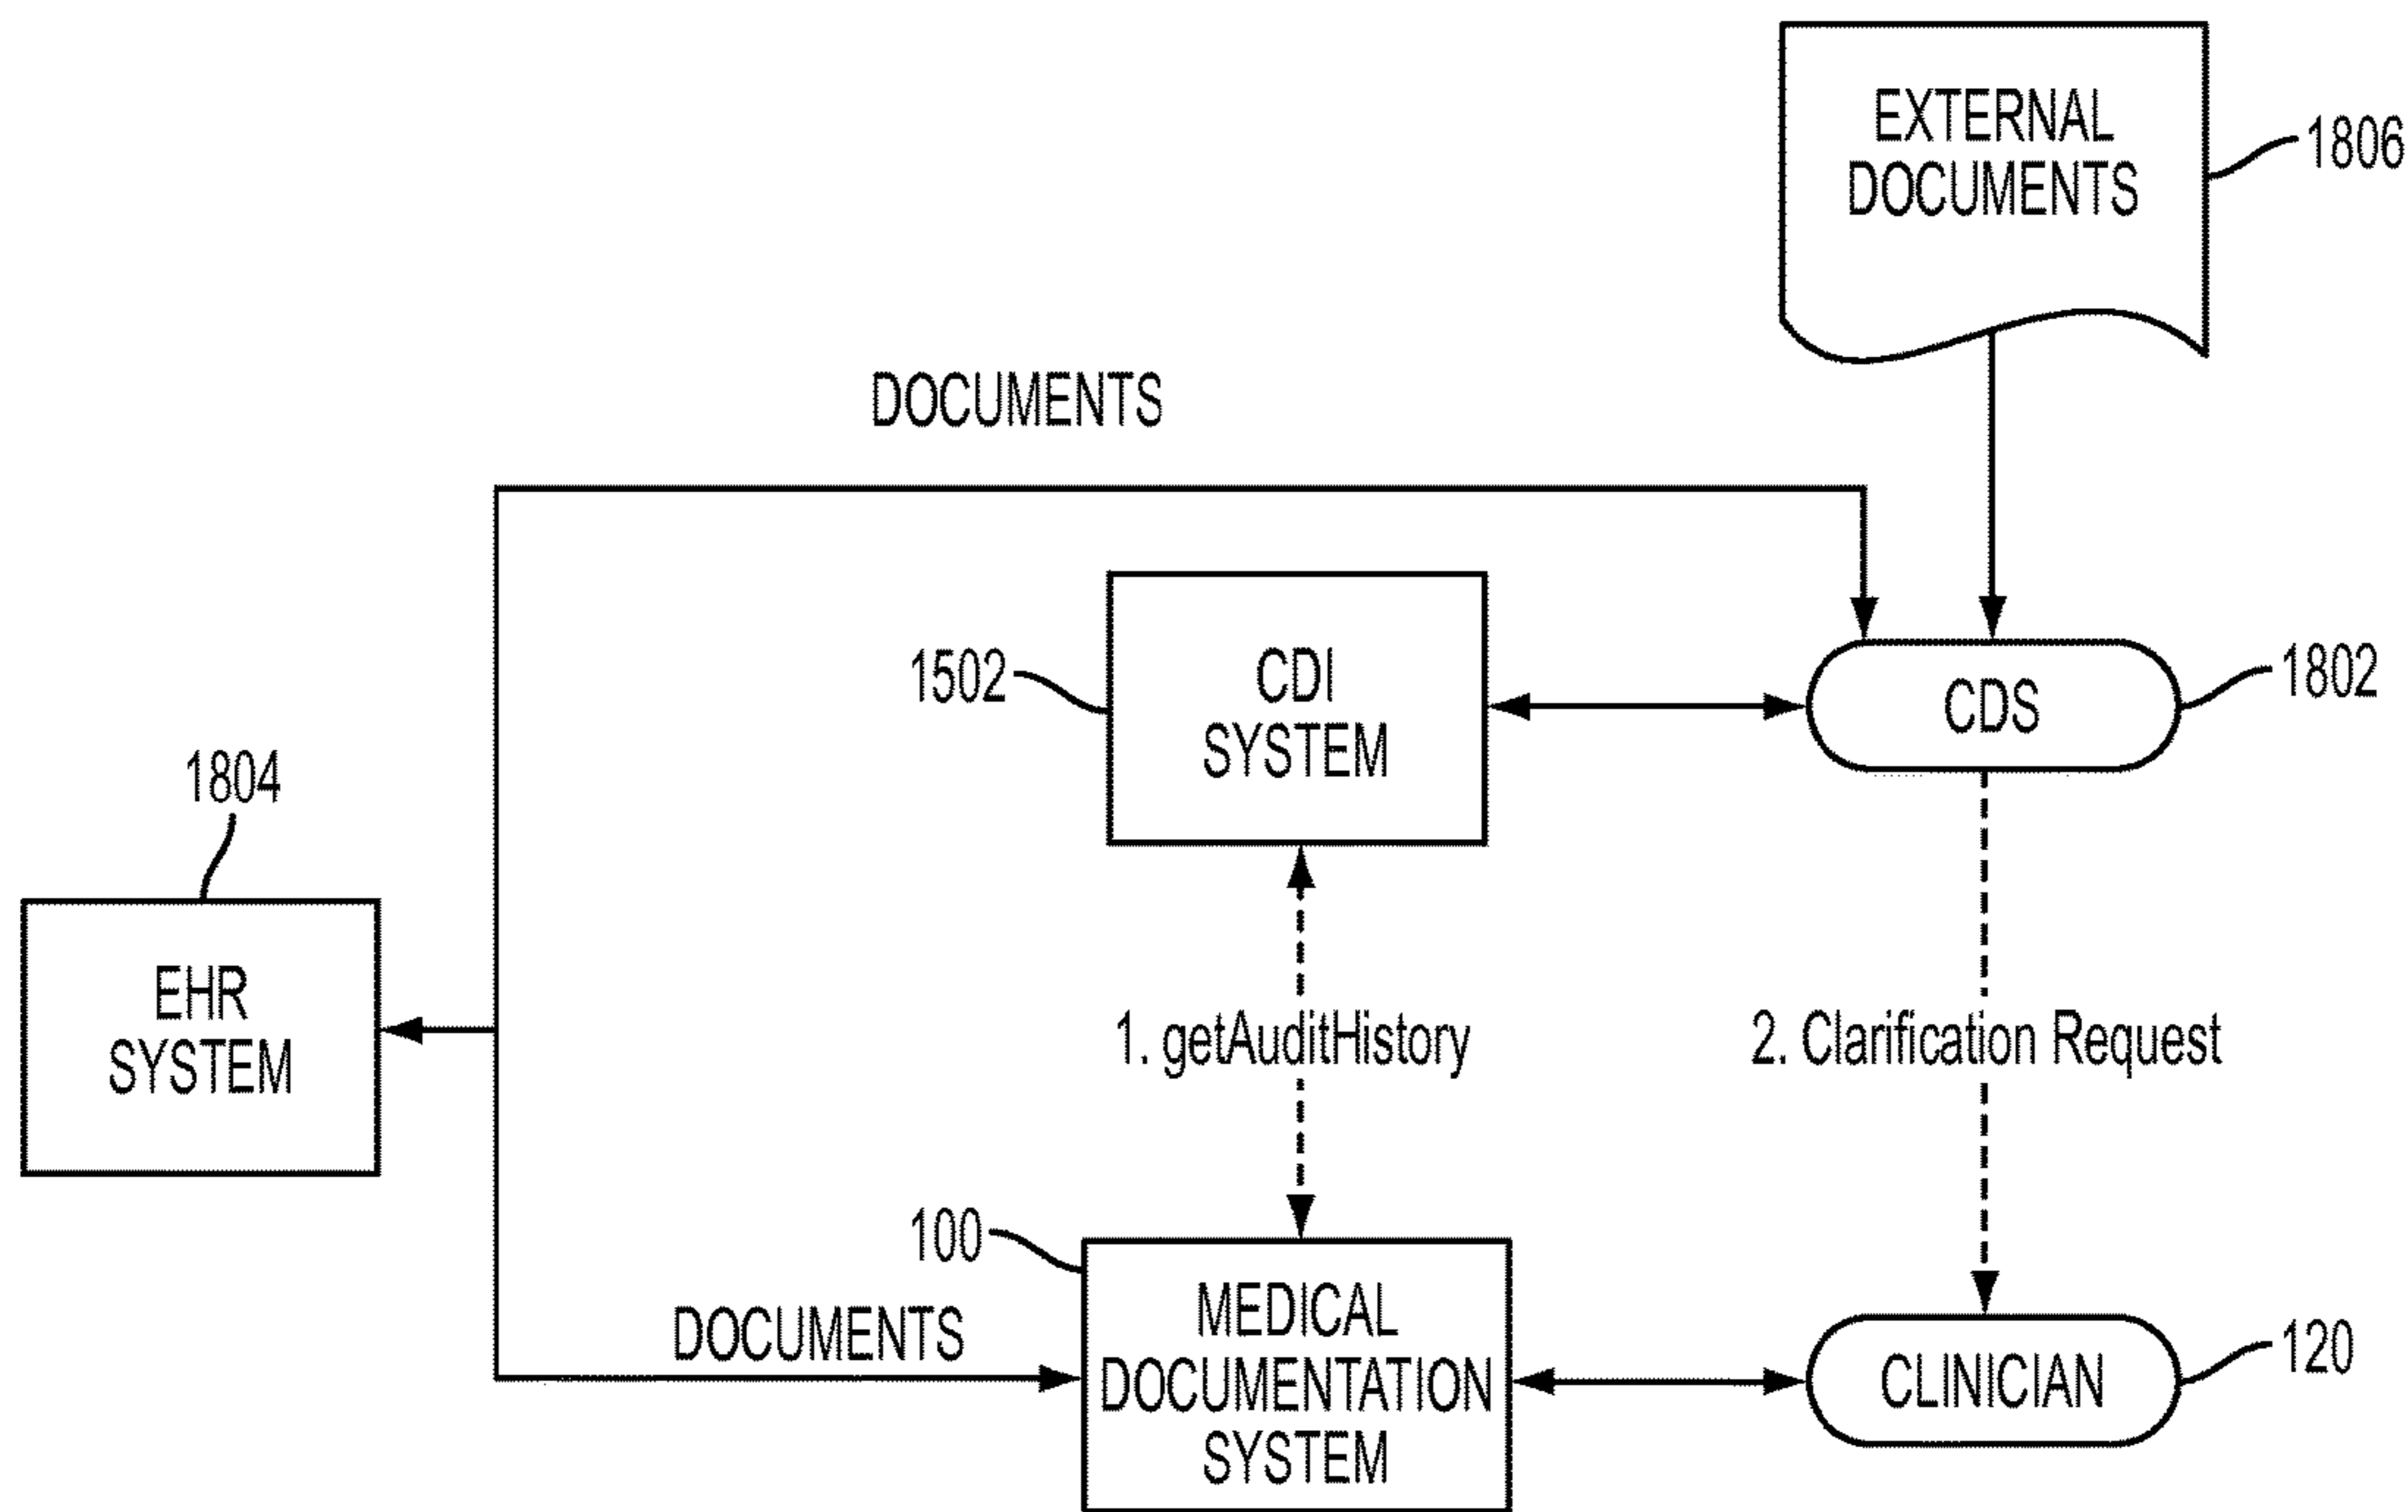 EXTERNAL
DOCUMENTS
1806
DOCUMENTS
1502
CDI
SYSTEM
CDS
1802
1804
EHR
SYSTEM
1. getAuditHistory
2. Clarification Request
100
DOCUMENTS
MEDICAL
DOCUMENTATION
SYSTEM
CLINICIAN
120